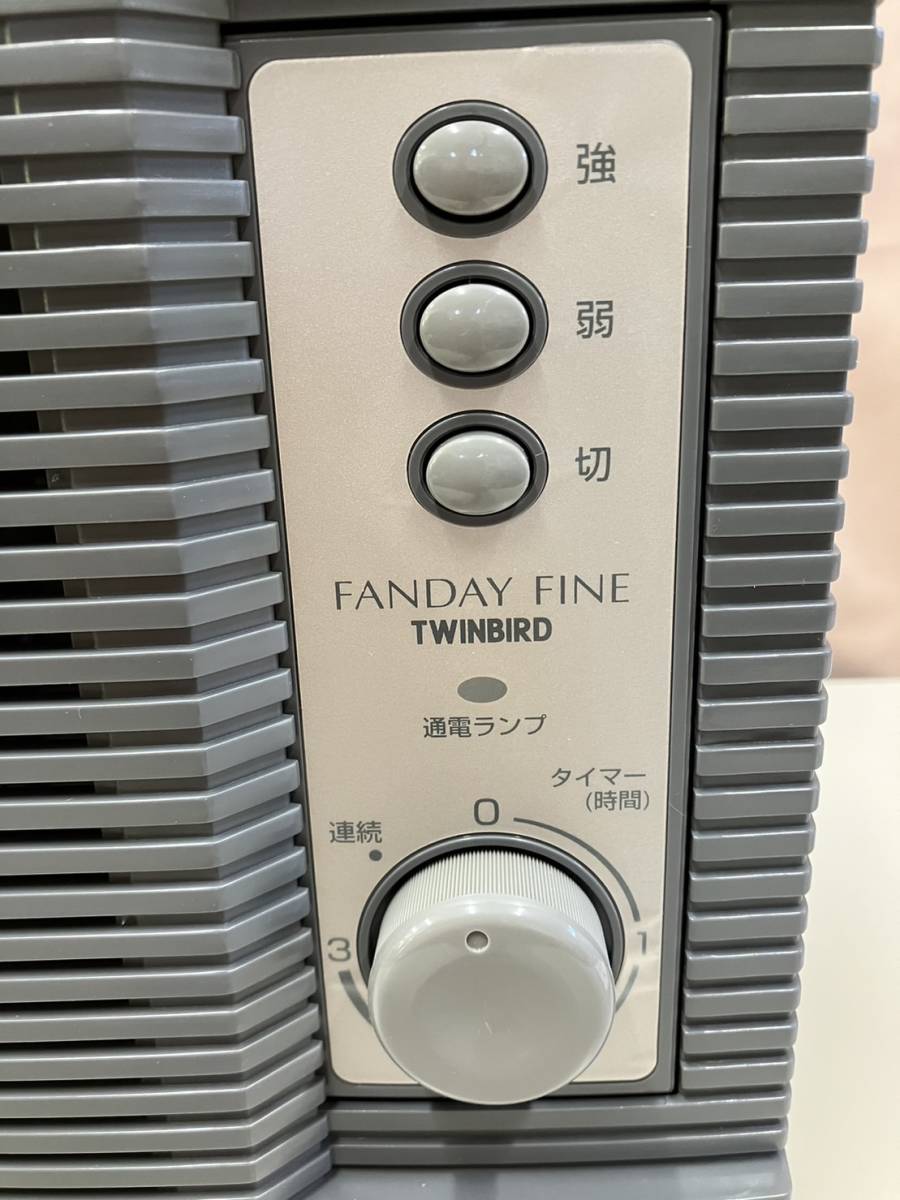 強
弱
切
FANDAY FINE
TWINBIRD
通電ランプ
タイマー
(時間)
0
連続
3
1